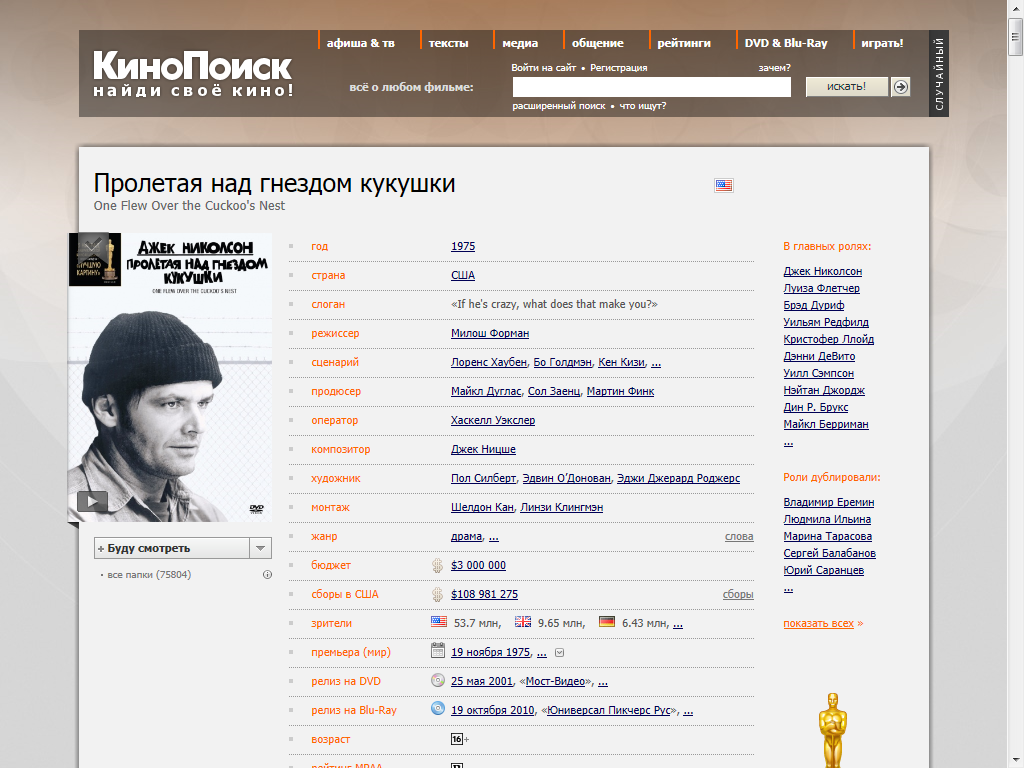 афиша & тв
тексты
медиа
общение
рейтинги
DVD & Blu-Ray
играть!
КиноПоиск
найди своё кино!
Войти на сайт • Регистрация
зачем?
всё о любом фильме:
искать!
расширенный поиск • что ищут?
СЛУЧАЙНЫЙ
Пролетая над гнездом кукушки
One Flew Over the Cuckoo's Nest
ЛУЧШУЮ
КАРТИНУ
ДЖЕК НИКОЛСОН
ПРОЛЕТАЯ НАД ГНЕЗДОМ
КУКУШКИ
ONE FLEW OVER THE CUCKOO'S NEST
DVD
+ Буду смотреть
• все папки (75804)
год 1975
страна США
слоган «If he's crazy, what does that make you?»
режиссер Милош Форман
сценарий Лоренс Хаубен, Бо Голдмэн, Кен Кизи, ...
продюсер Майкл Дуглас, Сол Заенц, Мартин Финк
оператор Хаскелл Уэкслер
композитор Джек Ницше
художник Пол Силберт, Эдвин О'Донован, Эджи Джерард Роджерс
монтаж Шелдон Кан, Линзи Клингмэн
жанр драма, ... слова
бюджет $3 000 000
сборы в США $108 981 275 сборы
зрители 53.7 млн, 9.65 млн, 6.43 млн, ...
премьера (мир) 19 ноября 1975, ...
релиз на DVD 25 мая 2001, «Мост-Видео», ...
релиз на Blu-Ray 19 октября 2010, «Юниверсал Пикчерс Рус», ...
возраст 16+
рейтинг MPAA
В главных ролях:
Джек Николсон
Луиза Флетчер
Брэд Дуриф
Уильям Редфилд
Кристофер Ллойд
Дэнни ДеВито
Уилл Сэмпсон
Нэйтан Джордж
Дин Р. Брукс
Майкл Берриман
...
Роли дублировали:
Владимир Еремин
Людмила Ильина
Марина Тарасова
Сергей Балабанов
Юрий Саранцев
...
показать всех »